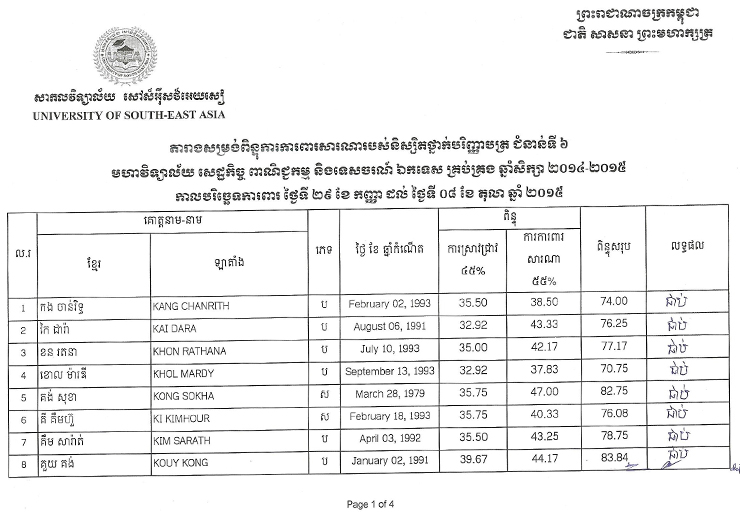 ព្រះរាជាណាចក្រកម្ពុជា
ជាតិ សាសនា ព្រះមហាក្សត្រ
សាកលវិទ្យាល័យ សៅស៍អ៊ីសថ៍អេយស្យៀ
UNIVERSITY OF SOUTH-EAST ASIA
តារាងសម្រង់ពិន្ទុការការពារសារណារបស់និស្សិតថ្នាក់បរិញ្ញាបត្រ ជំនាន់ទី ៦
មហាវិទ្យាល័យ សេដ្ឋកិច្ច ពាណិជ្ជកម្ម និងទេសចរណ៍ ឯកទេស គ្រប់គ្រង ឆ្នាំសិក្សា ២០១៤-២០១៥
កាលបរិច្ឆេទការពារ ថ្ងៃទី ២៩ ខែ កញ្ញា ដល់ ថ្ងៃទី ០៨ ខែ តុលា ឆ្នាំ ២០១៥
ល.រ គោត្តនាម-នាម ភេទ ថ្ងៃ ខែ ឆ្នាំកំណើត ពិន្ទុ ពិន្ទុសរុប លទ្ធផល
ខ្មែរ ឡាតាំង ការស្រាវជ្រាវ ៤៥% ការការពារ សារណា ៥៥%
1 កង ចាន់រិទ្ធ KANG CHANRITH ប February 02, 1993 35.50 38.50 74.00 ជាប់
2 កៃ ដារ៉ា KAI DARA ប August 06, 1991 32.92 43.33 76.25 ជាប់
3 ខន រតនា KHON RATHANA ប July 10, 1993 35.00 42.17 77.17 ជាប់
4 ខោល ម៉ារឌី KHOL MARDY ប September 13, 1993 32.92 37.83 70.75 ជាប់
5 គង់ សុខា KONG SOKHA ស March 28, 1979 35.75 47.00 82.75 ជាប់
6 គី គឹមហ៊ួ KI KIMHOUR ស February 18, 1993 35.75 40.33 76.08 ជាប់
7 គឹម សារ៉ាត់ KIM SARATH ប April 03, 1992 35.50 43.25 78.75 ជាប់
8 គួយ គង់ KOUY KONG ប January 02, 1991 39.67 44.17 83.84 ជាប់
Page 1 of 4